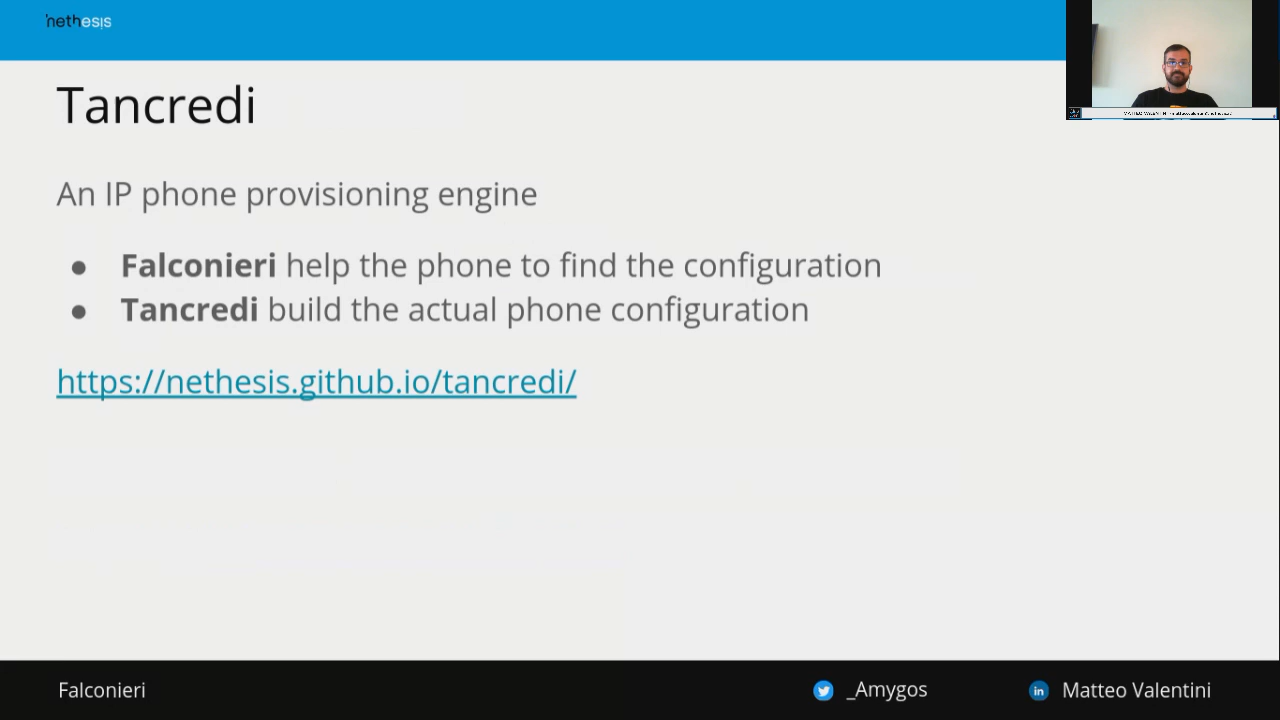 nethesis
Tancredi
An IP phone provisioning engine
● Falconieri help the phone to find the configuration
● Tancredi build the actual phone configuration
https://nethesis.github.io/tancredi/
Falconieri
_Amygos
in
Matteo Valentini